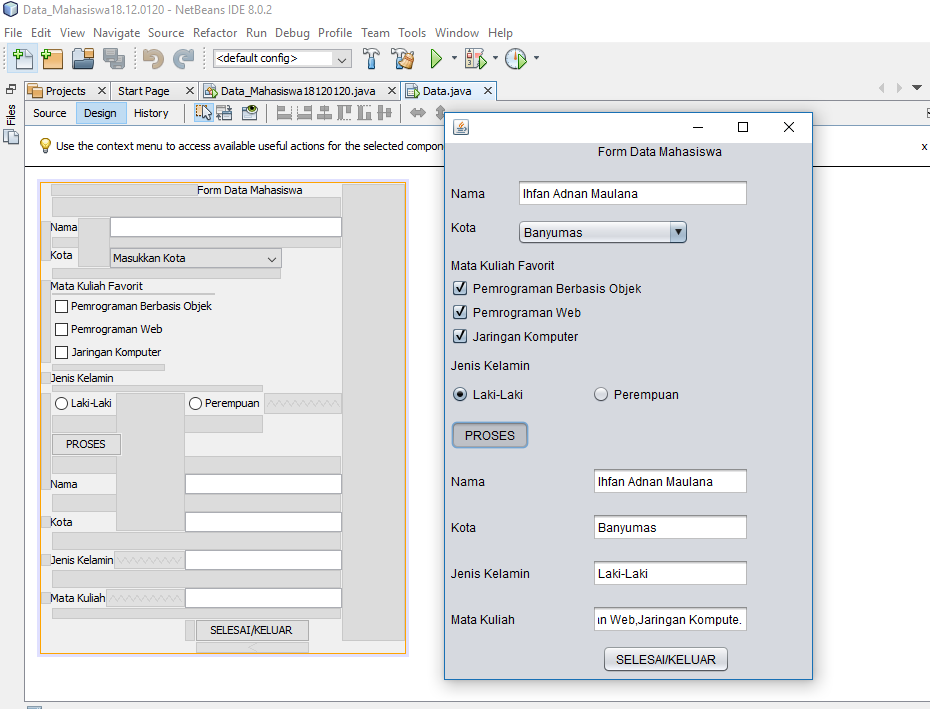 Data_Mahasiswa18.12.0120 - NetBeans IDE 8.0.2
File Edit View Navigate Source Refactor Run Debug Profile Team Tools Window Help
<default config>
Projects Start Page Data_Mahasiswa18120120.java Data.java
Files
Source Design History
Use the context menu to access available useful actions for the selected compon
x
Form Data Mahasiswa
Nama
Kota
Masukkan Kota
Mata Kuliah Favorit
Pemrograman Berbasis Objek
Pemrograman Web
Jaringan Komputer
Jenis Kelamin
Laki-Laki
Perempuan
PROSES
Nama
Kota
Jenis Kelamin
Mata Kuliah
SELESAI/KELUAR
Form Data Mahasiswa
Nama
Ihfan Adnan Maulana
Kota
Banyumas
Mata Kuliah Favorit
Pemrograman Berbasis Objek
Pemrograman Web
Jaringan Komputer
Jenis Kelamin
Laki-Laki
Perempuan
PROSES
Nama
Ihfan Adnan Maulana
Kota
Banyumas
Jenis Kelamin
Laki-Laki
Mata Kuliah
n Web,Jaringan Kompute.
SELESAI/KELUAR